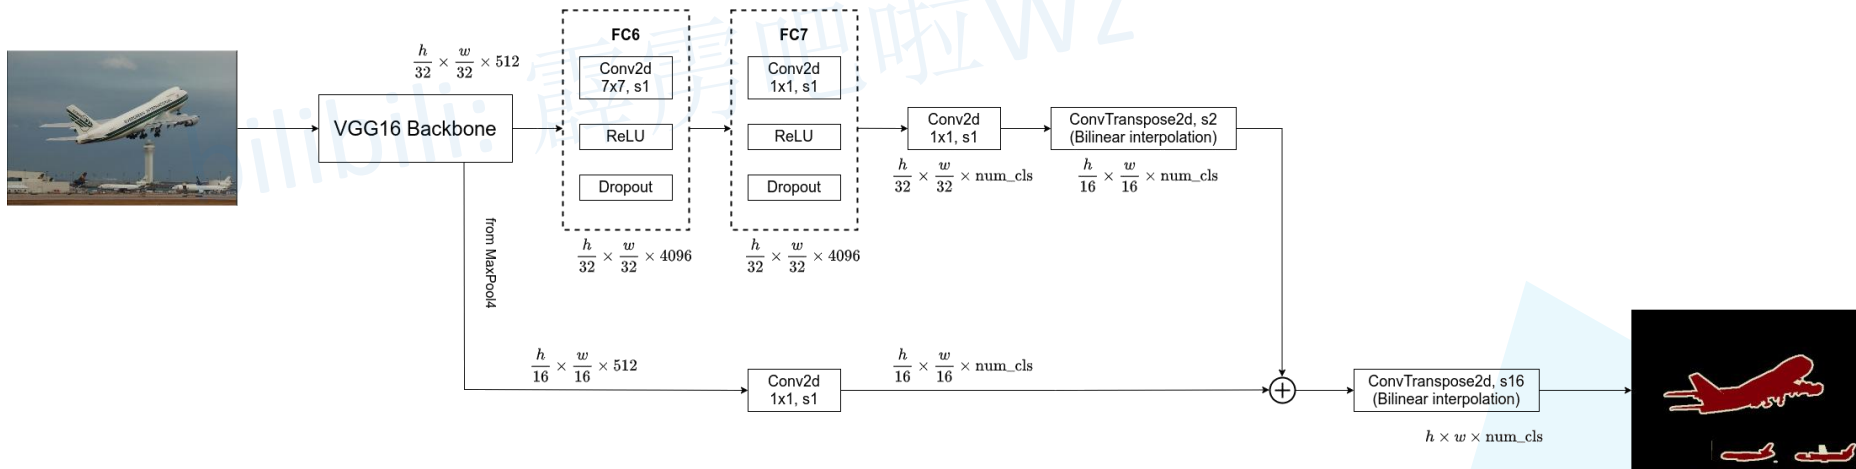 bilibili: 霹雳吧啦Wz
h/32 × w/32 × 512
VGG16 Backbone
FC6
Conv2d
7x7, s1
ReLU
Dropout
h/32 × w/32 × 4096
FC7
Conv2d
1x1, s1
ReLU
Dropout
h/32 × w/32 × 4096
Conv2d
1x1, s1
h/32 × w/32 × num_cls
ConvTranspose2d, s2
(Bilinear interpolation)
h/16 × w/16 × num_cls
from MaxPool4
h/16 × w/16 × 512
Conv2d
1x1, s1
h/16 × w/16 × num_cls
ConvTranspose2d, s16
(Bilinear interpolation)
h × w × num_cls